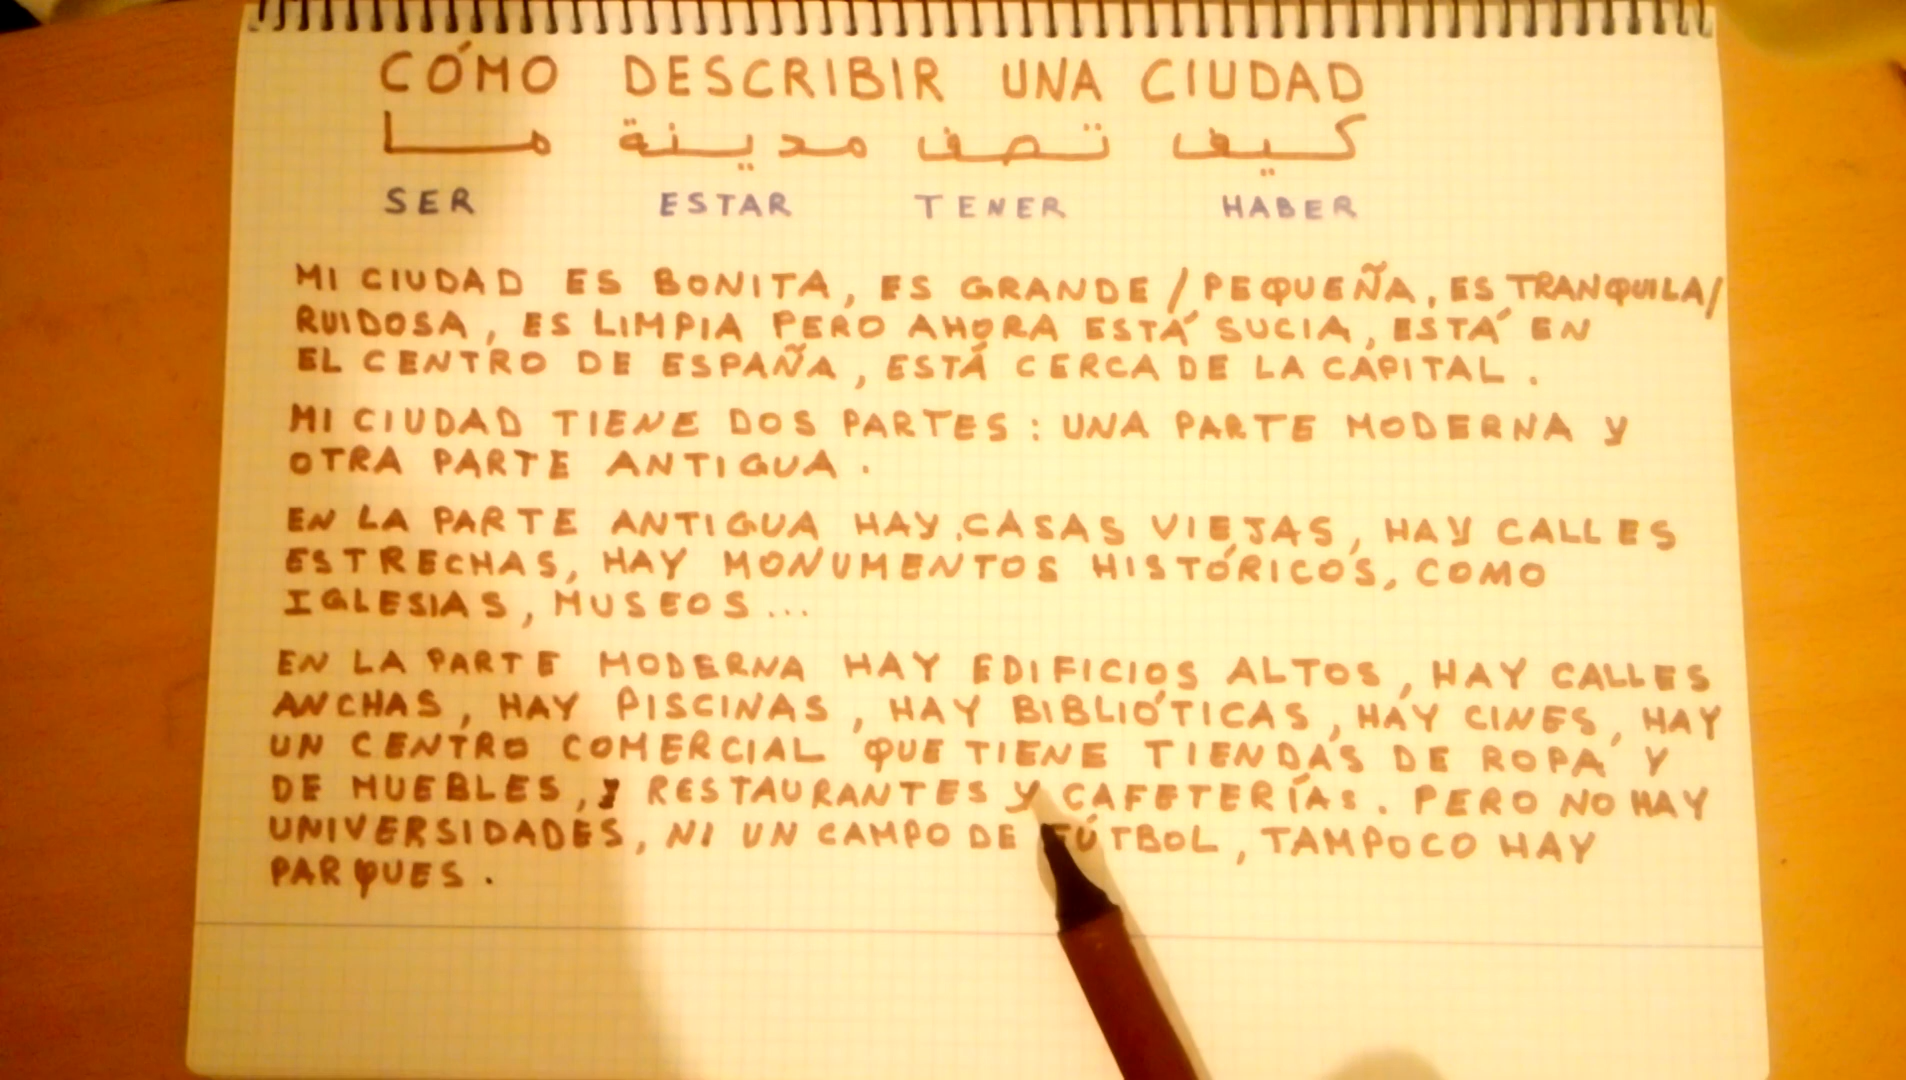 CÓMO DESCRIBIR UNA CIUDAD
كيف تصف مدينة ما
SER ESTAR TENER HABER
MI CIUDAD ES BONITA, ES GRANDE/PEQUEÑA, ES TRANQUILA/
RUIDOSA, ES LIMPIA PERO AHORA ESTÁ SUCIA, ESTÁ EN
EL CENTRO DE ESPAÑA, ESTÁ CERCA DE LA CAPITAL.
MI CIUDAD TIENE DOS PARTES: UNA PARTE MODERNA Y
OTRA PARTE ANTIGUA.
EN LA PARTE ANTIGUA HAY CASAS VIEJAS, HAY CALLES
ESTRECHAS, HAY MONUMENTOS HISTÓRICOS, COMO
IGLESIAS, MUSEOS...
EN LA PARTE MODERNA HAY EDIFICIOS ALTOS, HAY CALLES
ANCHAS, HAY PISCINAS, HAY BIBLIÓTICAS, HAY CINES, HAY
UN CENTRO COMERCIAL QUE TIENE TIENDAS DE ROPA Y
DE MUEBLES, Y RESTAURANTES Y CAFETERÍAS. PERO NO HAY
UNIVERSIDADES, NI UN CAMPO DE FÚTBOL, TAMPOCO HAY
PARQUES.